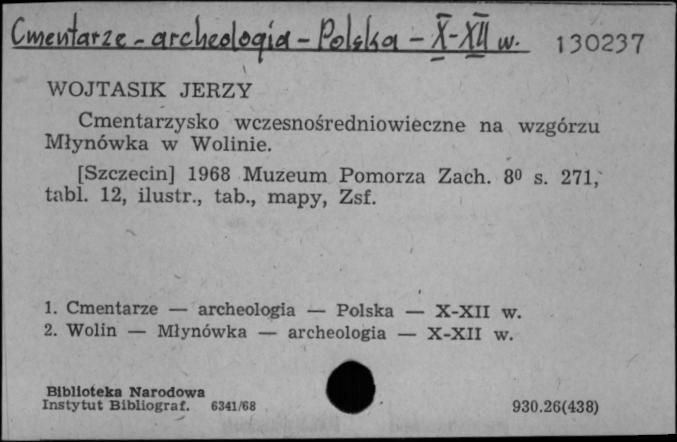 Cmentarze - archeologia - Polska - X-XII w. 130237
WOJTASIK JERZY
Cmentarzysko wczesnośredniowieczne na wzgórzu
Młynówka w Wolinie.
[Szczecin] 1968 Muzeum Pomorza Zach. 8⁰ s. 271,
tabl. 12, ilustr., tab., mapy, Zsf.
1. Cmentarze — archeologia — Polska — X-XII w.
2. Wolin — Młynówka — archeologia — X-XII w.
Biblioteka Narodowa
Instytut Bibliograf. 6341/68 930.26(438)